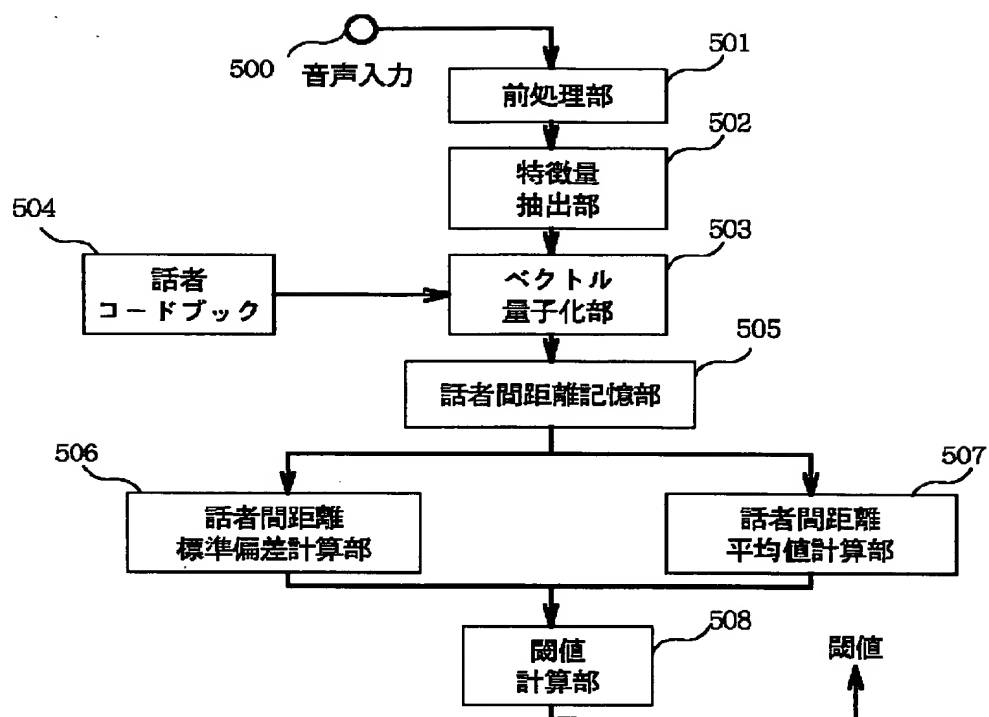 500
音声入力
501
前処理部
502
特徴量
抽出部
504
503
話者
コードブック
ベクトル
量子化部
505
話者間距離記憶部
506
507
話者間距離
標準偏差計算部
話者間距離
平均値計算部
508
閾値
計算部
閾値